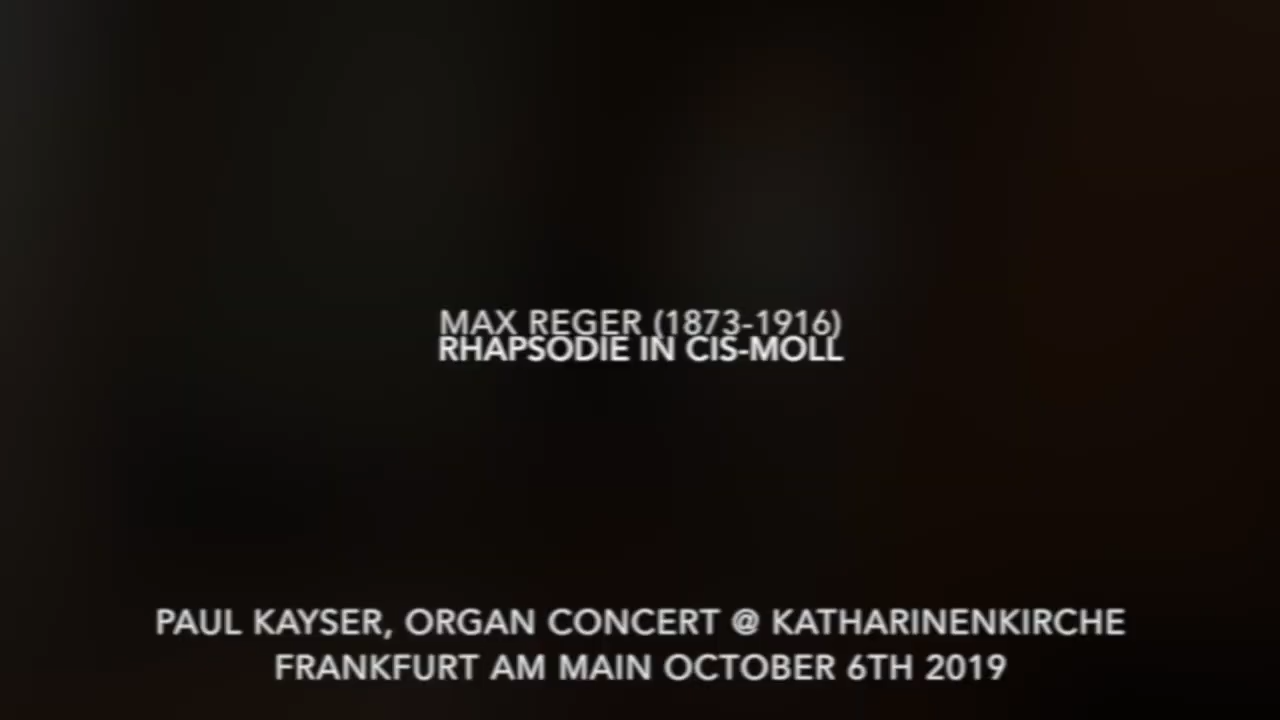 MAX REGER (1873-1916)
RHAPSODIE IN CIS-MOLL
PAUL KAYSER, ORGAN CONCERT @ KATHARINENKIRCHE
FRANKFURT AM MAIN OCTOBER 6TH 2019